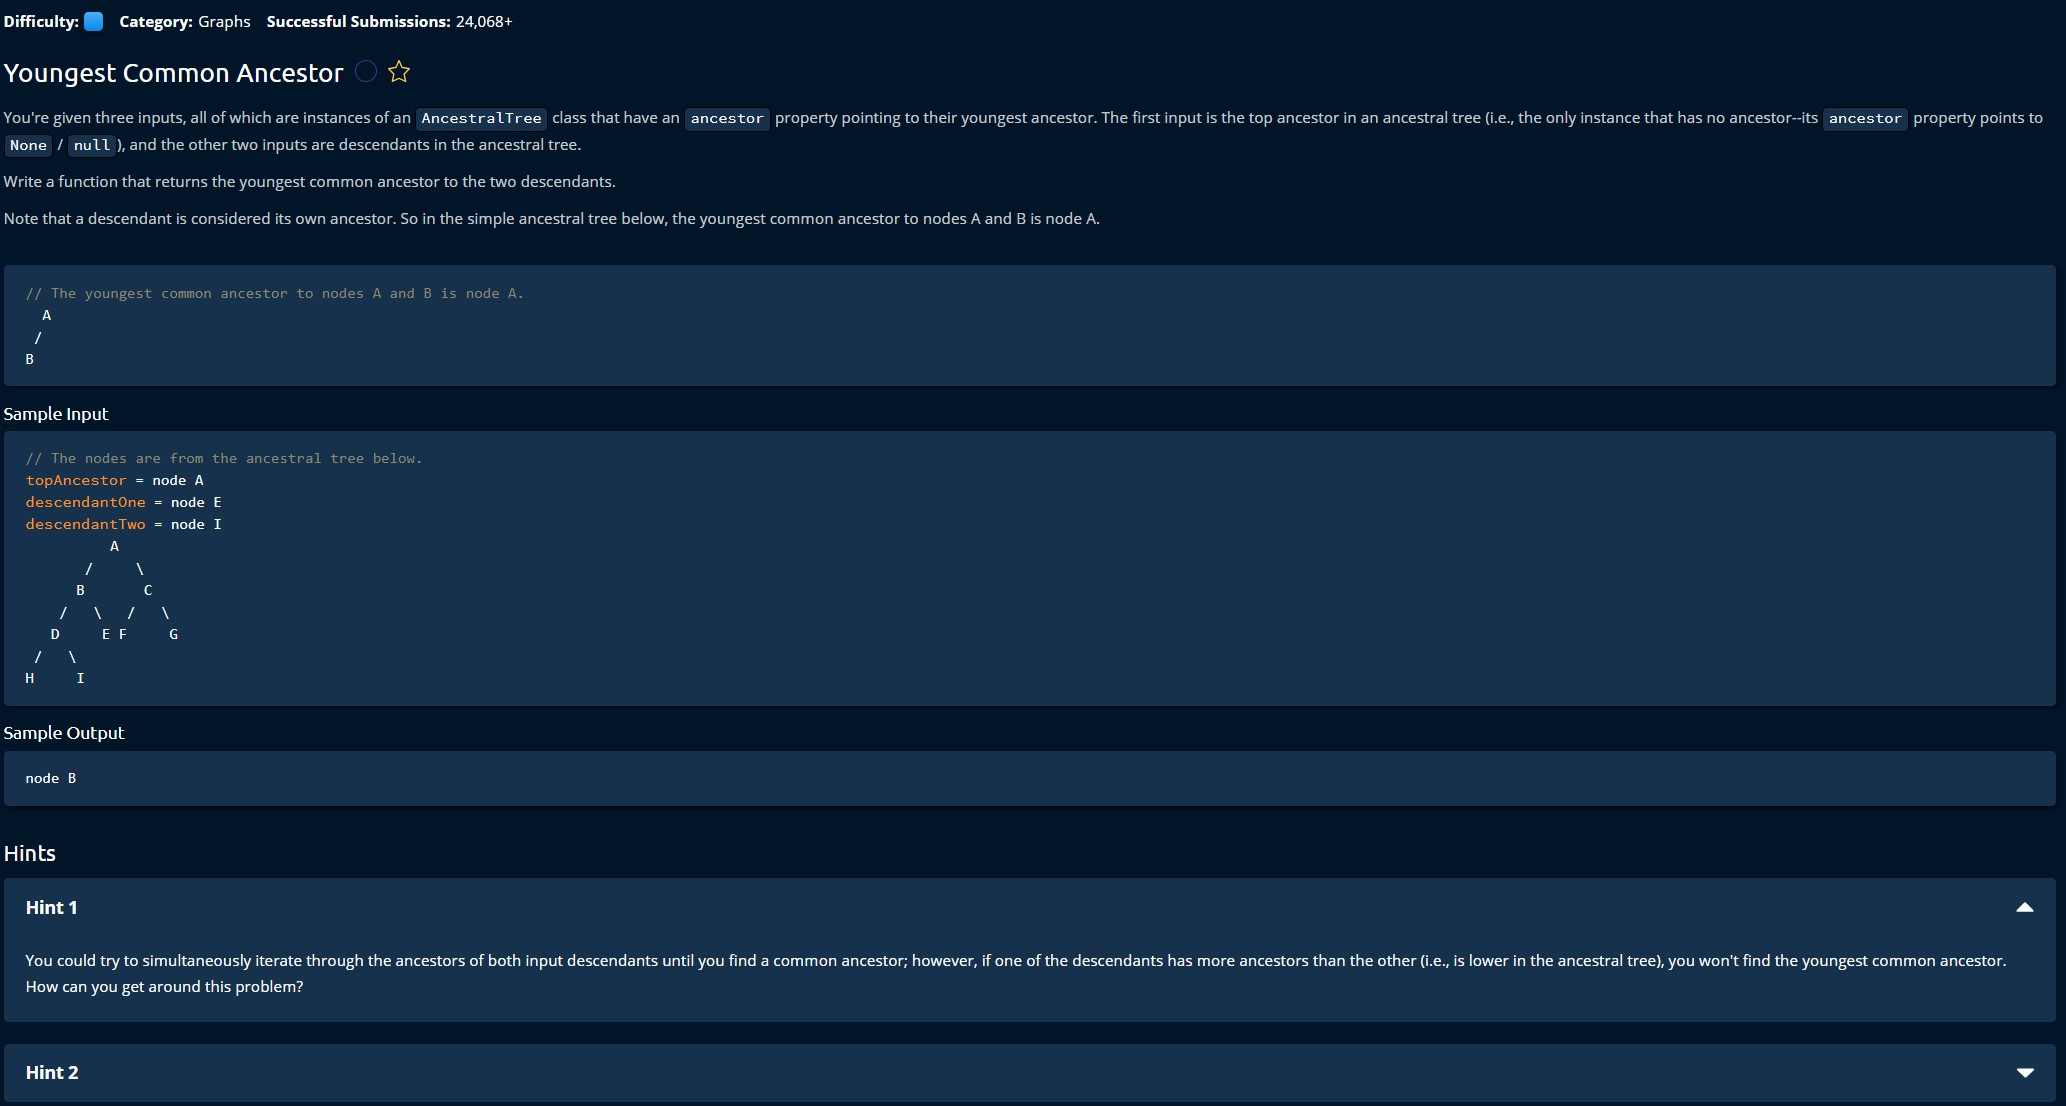 Difficulty: Category: Graphs Successful Submissions: 24,068+
Youngest Common Ancestor
You're given three inputs, all of which are instances of an AncestralTree class that have an ancestor property pointing to their youngest ancestor. The first input is the top ancestor in an ancestral tree (i.e., the only instance that has no ancestor--its ancestor property points to
None / null ), and the other two inputs are descendants in the ancestral tree.
Write a function that returns the youngest common ancestor to the two descendants.
Note that a descendant is considered its own ancestor. So in the simple ancestral tree below, the youngest common ancestor to nodes A and B is node A.
// The youngest common ancestor to nodes A and B is node A.
A
/
B
Sample Input
// The nodes are from the ancestral tree below.
topAncestor = node A
descendantOne = node E
descendantTwo = node I
A
/ \
B C
/ \ / \
D E F G
/ \
H I
Sample Output
node B
Hints
Hint 1
You could try to simultaneously iterate through the ancestors of both input descendants until you find a common ancestor; however, if one of the descendants has more ancestors than the other (i.e., is lower in the ancestral tree), you won't find the youngest common ancestor.
How can you get around this problem?
Hint 2